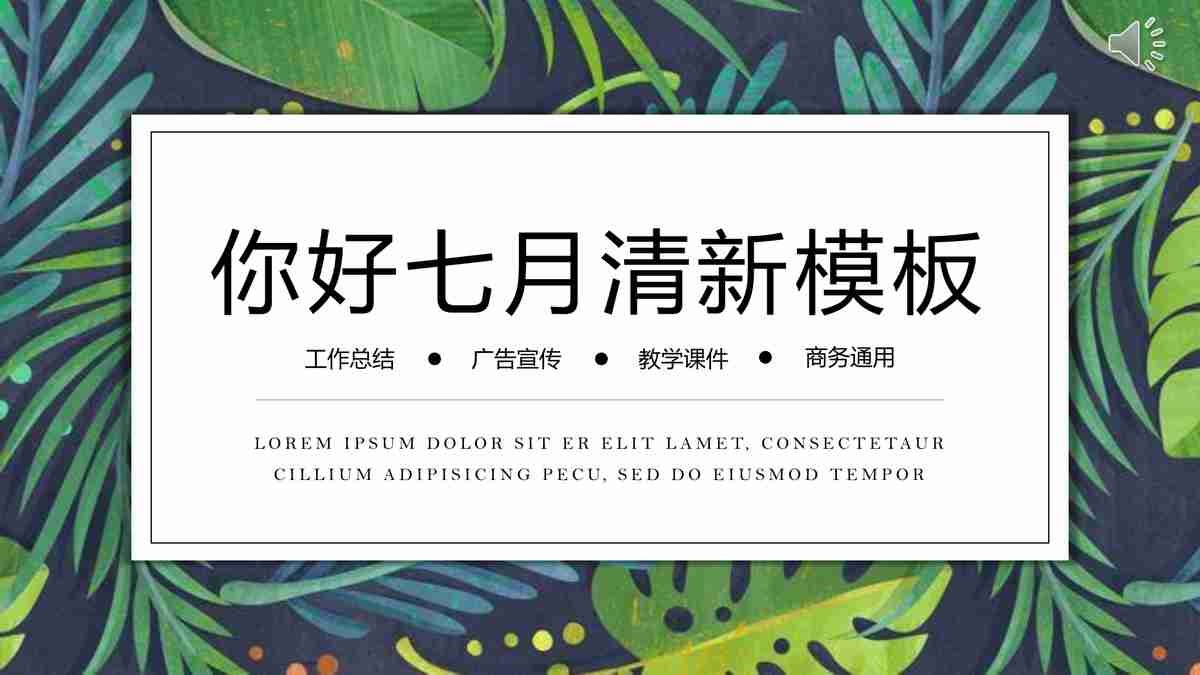 你好七月清新模板
工作总结 ● 广告宣传 ● 教学课件 ● 商务通用
LOREM IPSUM DOLOR SIT ER ELIT LAMET, CONSECTETAUR
CILLIUM ADIPISICING PECU, SED DO EIUSMOD TEMPOR